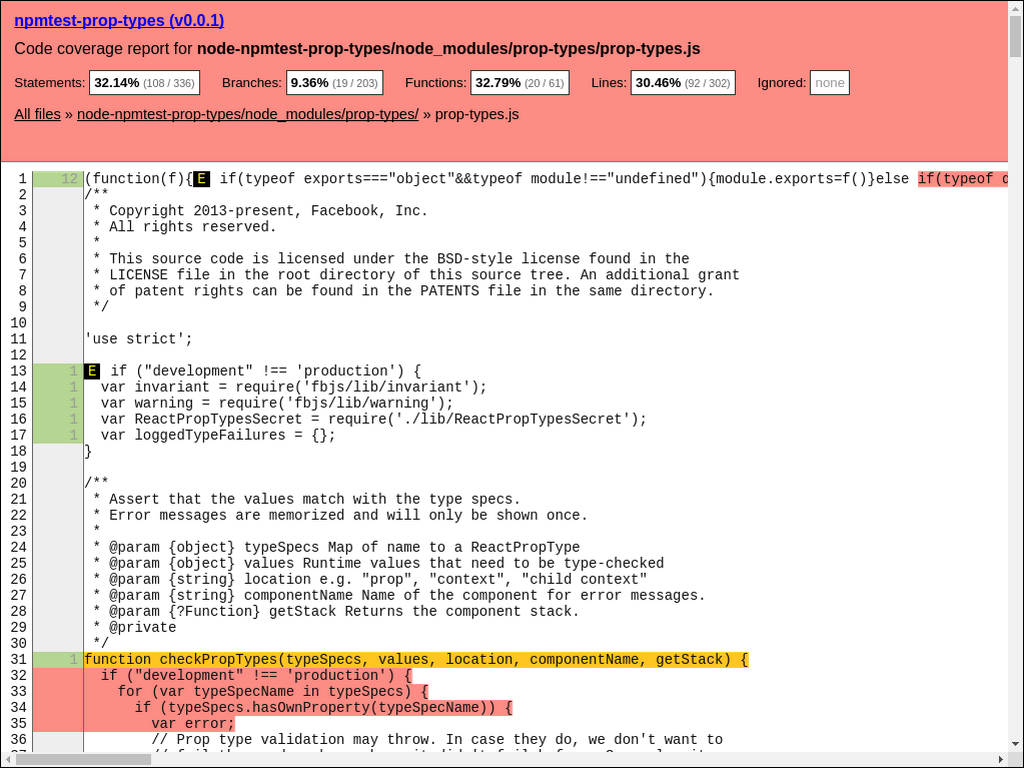 npmtest-prop-types (v0.0.1)
Code coverage report for node-npmtest-prop-types/node_modules/prop-types/prop-types.js
Statements: 32.14% (108 / 336) Branches: 9.36% (19 / 203) Functions: 32.79% (20 / 61) Lines: 30.46% (92 / 302) Ignored: none
All files » node-npmtest-prop-types/node_modules/prop-types/ » prop-types.js
1 12 (function(f){E if(typeof exports==="object"&&typeof module!=="undefined"){module.exports=f()}else if(typeof
2 /**
3 * Copyright 2013-present, Facebook, Inc.
4 * All rights reserved.
5 *
6 * This source code is licensed under the BSD-style license found in the
7 * LICENSE file in the root directory of this source tree. An additional grant
8 * of patent rights can be found in the PATENTS file in the same directory.
9 */
10
11 'use strict';
12
13 1 E if ("development" !== 'production') {
14 1 var invariant = require('fbjs/lib/invariant');
15 1 var warning = require('fbjs/lib/warning');
16 1 var ReactPropTypesSecret = require('./lib/ReactPropTypesSecret');
17 1 var loggedTypeFailures = {};
18 }
19
20 /**
21 * Assert that the values match with the type specs.
22 * Error messages are memorized and will only be shown once.
23 *
24 * @param {object} typeSpecs Map of name to a ReactPropType
25 * @param {object} values Runtime values that need to be type-checked
26 * @param {string} location e.g. "prop", "context", "child context"
27 * @param {string} componentName Name of the component for error messages.
28 * @param {?Function} getStack Returns the component stack.
29 * @private
30 */
31 1 function checkPropTypes(typeSpecs, values, location, componentName, getStack) {
32 if ("development" !== 'production') {
33 for (var typeSpecName in typeSpecs) {
34 if (typeSpecs.hasOwnProperty(typeSpecName)) {
35 var error;
36 // Prop type validation may throw. In case they do, we don't want to